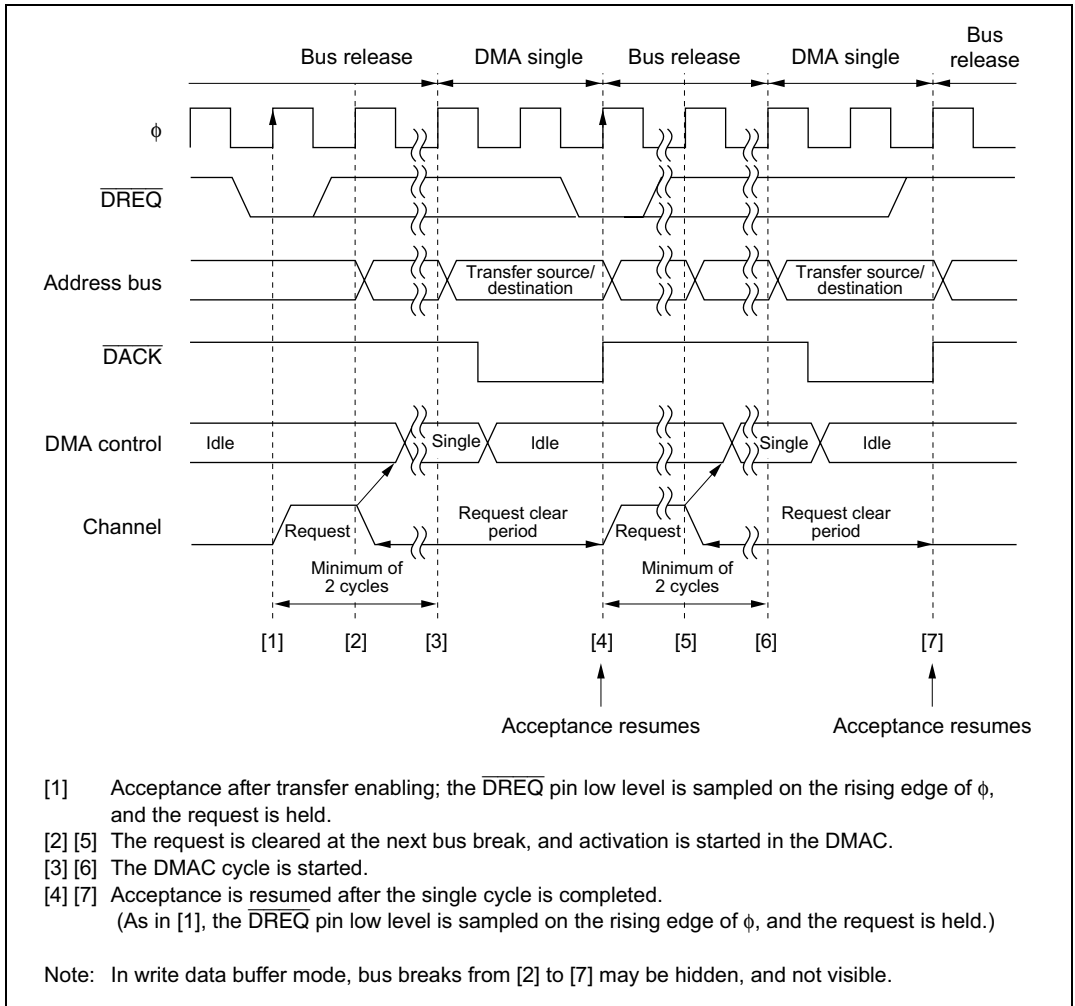 Bus release
DMA single
Bus release
DMA single
Bus
release
φ
DREQ
Address bus
Transfer source/
destination
Transfer source/
destination
DACK
DMA control
Idle
Single
Idle
Single
Idle
Channel
Request
Request clear
period
Request
Request clear
period
Minimum of
2 cycles
Minimum of
2 cycles
[1] [2] [3] [4] [5] [6] [7]
Acceptance resumes
Acceptance resumes
[1] Acceptance after transfer enabling; the DREQ pin low level is sampled on the rising edge of φ,
and the request is held.
[2] [5] The request is cleared at the next bus break, and activation is started in the DMAC.
[3] [6] The DMAC cycle is started.
[4] [7] Acceptance is resumed after the single cycle is completed.
(As in [1], the DREQ pin low level is sampled on the rising edge of φ, and the request is held.)
Note: In write data buffer mode, bus breaks from [2] to [7] may be hidden, and not visible.